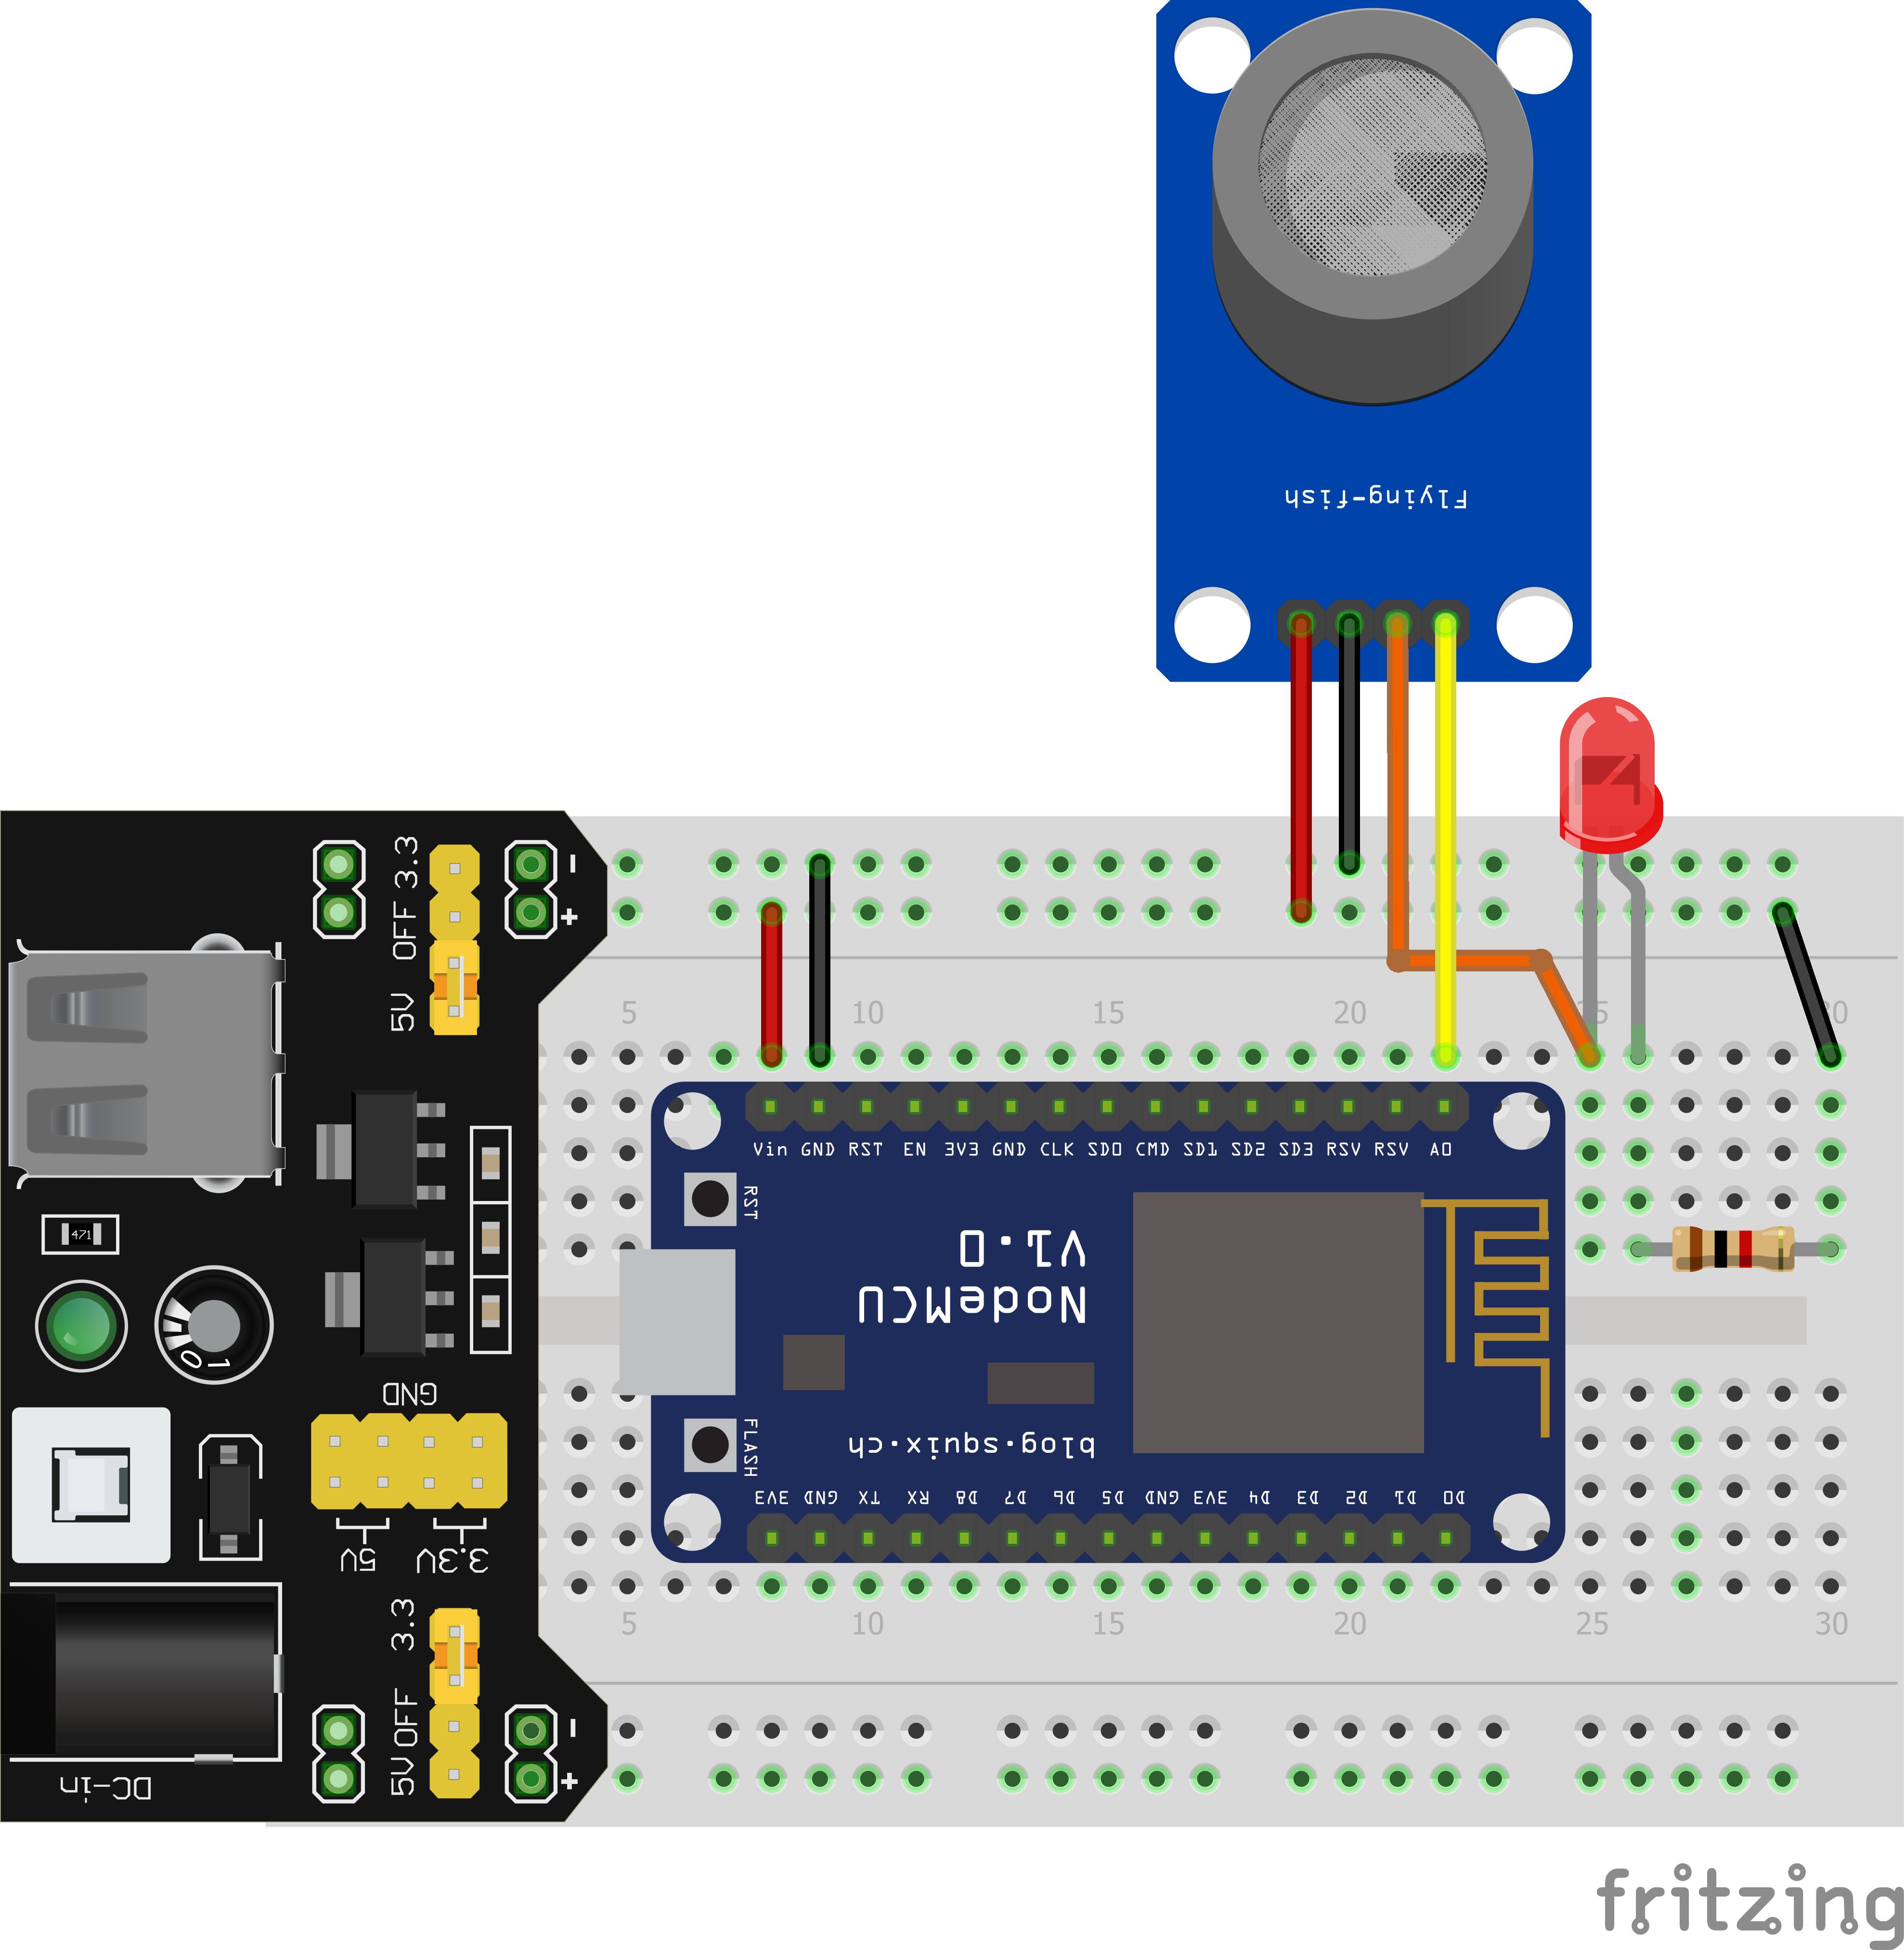 Flying-fish
3.3
OFF
5V
-
+
5 10 15 20 25 30
Vin GND RST EN 3V3 GND CLK SD0 CMD SD1 SD2 SD3 RSV RSV A0
RST
NodeMCU
V1.0
blog.squix.ch
FLASH
3V3 GND TX RX D8 D7 D6 D5 GND 3V3 D4 D3 D2 D1 D0
5 10 15 20 25 30
471
0 1
GND
5V 3.3V
3.3
OFF
5V
-
+
DC-in
fritzing